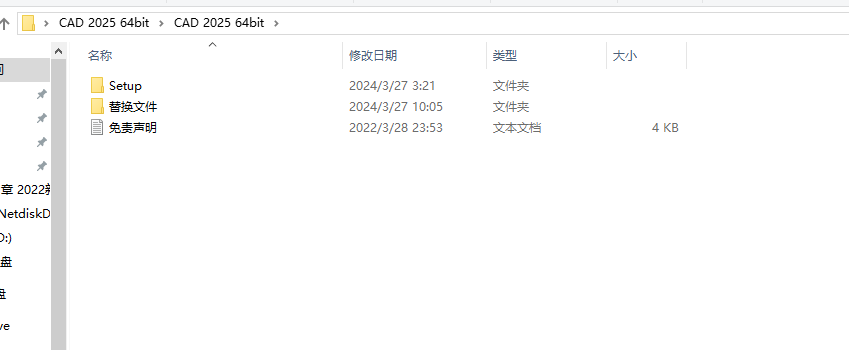 CAD 2025 64bit CAD 2025 64bit
名称 修改日期 类型 大小
Setup 2024/3/27 3:21 文件夹
替换文件 2024/3/27 10:05 文件夹
免责声明 2022/3/28 23:53 文本文档 4 KB
章 2022新
NetdiskD
D:)
盘
盘
ve